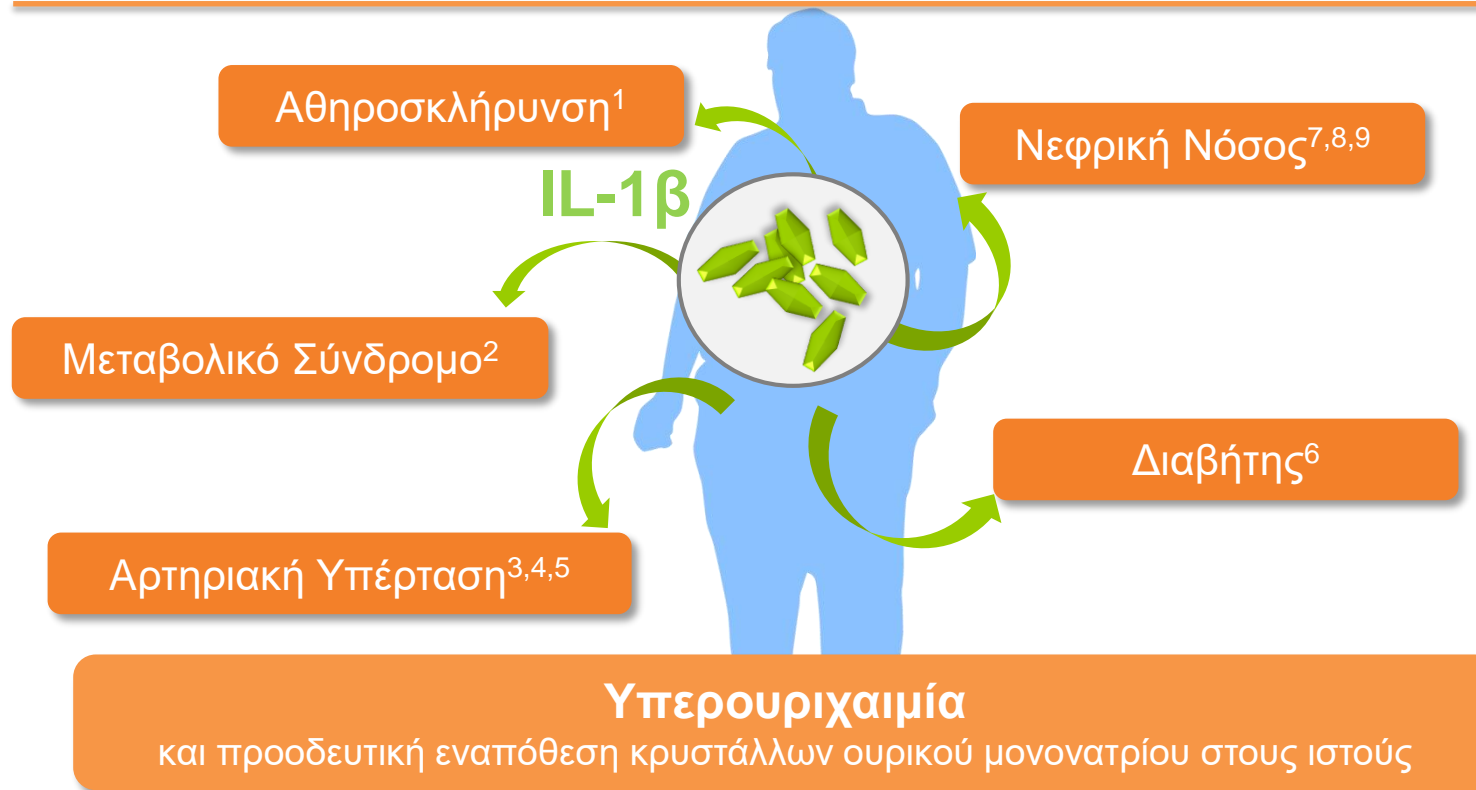 Αθηροσκλήρυνση1
Νεφρική Νόσος7,8,9
IL-1β
Μεταβολικό Σύνδρομο2
Διαβήτης6
Αρτηριακή Υπέρταση3,4,5
Υπερουριχαιμία
και προοδευτική εναπόθεση κρυστάλλων ουρικού μονονατρίου στους ιστούς